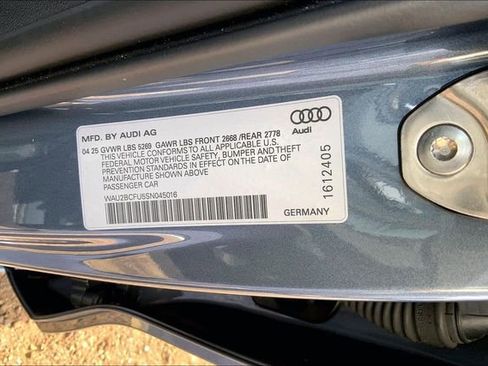 MFD. BY AUDI AG
04 25 GVWR LBS 5269 GAWR LBS FRONT 2668 /REAR 2778
THIS VEHICLE CONFORMS TO ALL APPLICABLE U.S.
FEDERAL MOTOR VEHICLE SAFETY, BUMPER AND THEFT
PREVENTION STANDARDS IN EFFECT ON THE DATE OF
MANUFACTURE SHOWN ABOVE
PASSENGER CAR
WAU2BCFU5SN045016
Audi
1612405
GERMANY